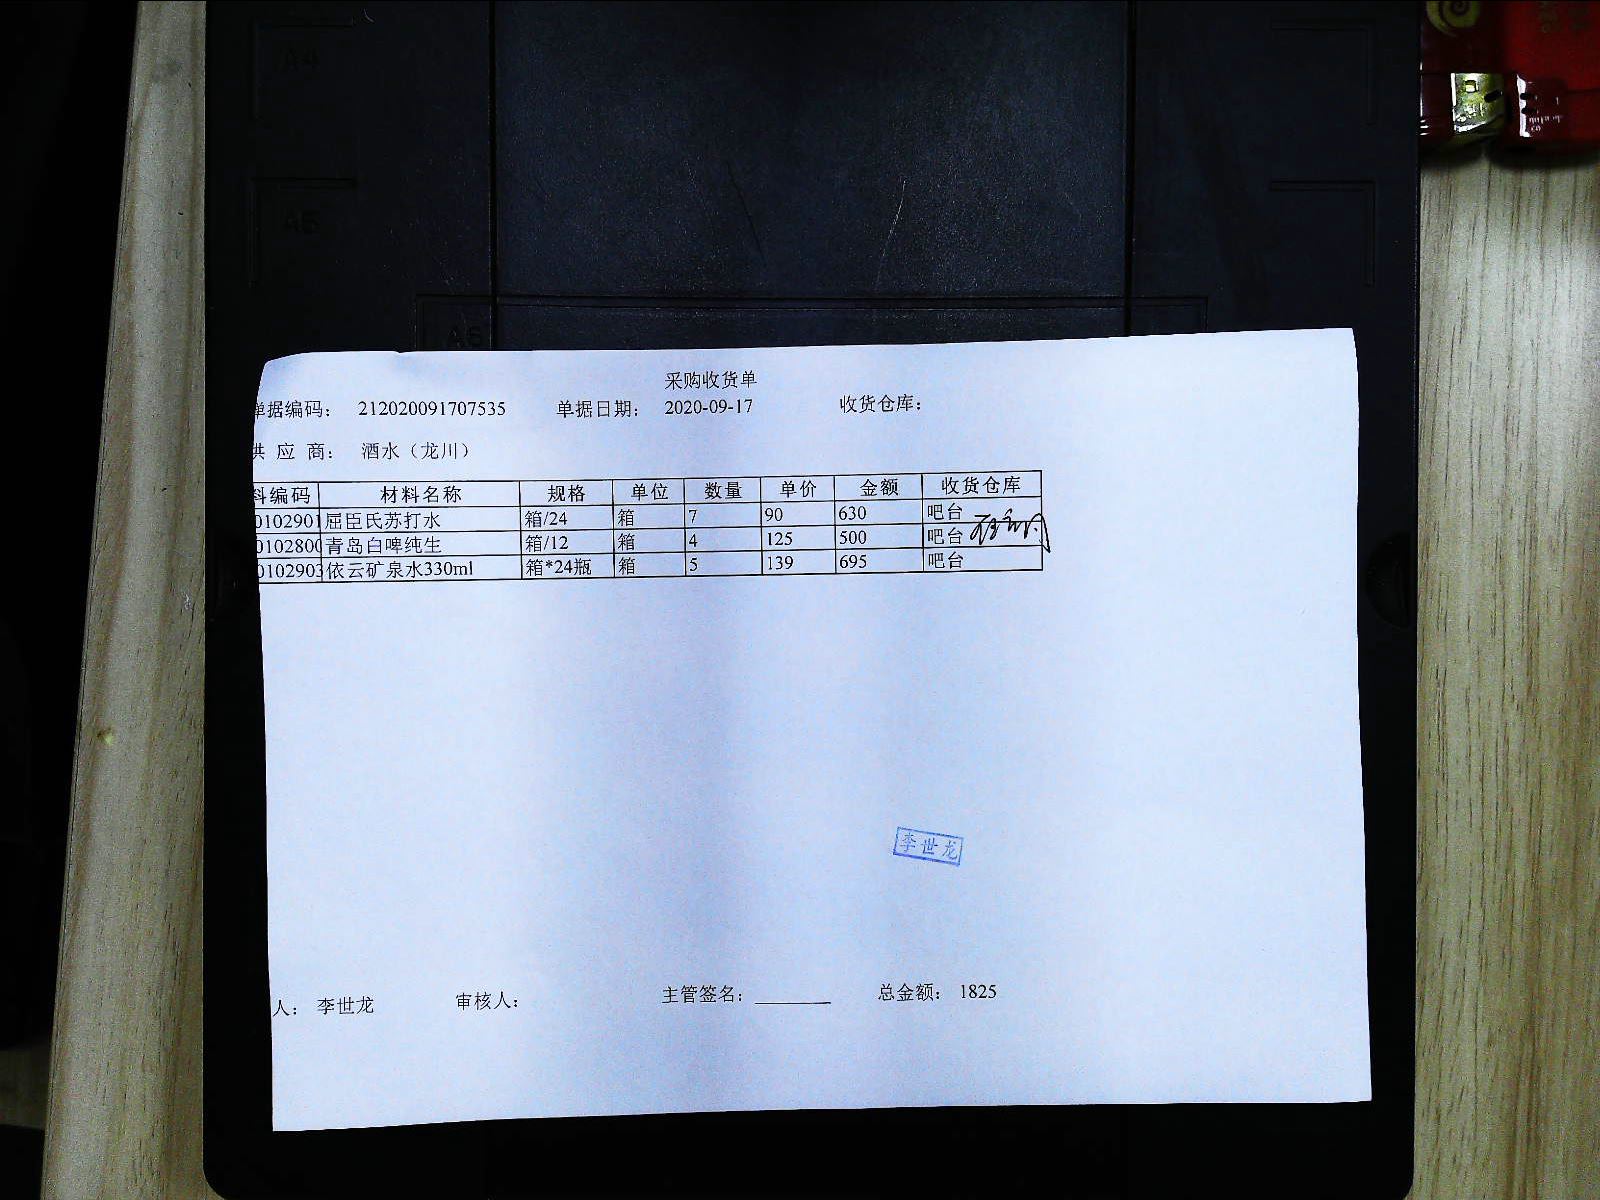 A4
A5
A6
采购收货单
单据编码: 212020091707535 单据日期: 2020-09-17 收货仓库:
供应商: 酒水（龙川）
料编码 材料名称 规格 单位 数量 单价 金额 收货仓库
0102901 屈臣氏苏打水 箱/24 箱 7 90 630 吧台
0102800 青岛白啤纯生 箱/12 箱 4 125 500 吧台
0102903 依云矿泉水330ml 箱*24瓶 箱 5 139 695 吧台
李世龙
人: 李世龙 审核人: 主管签名: 总金额: 1825